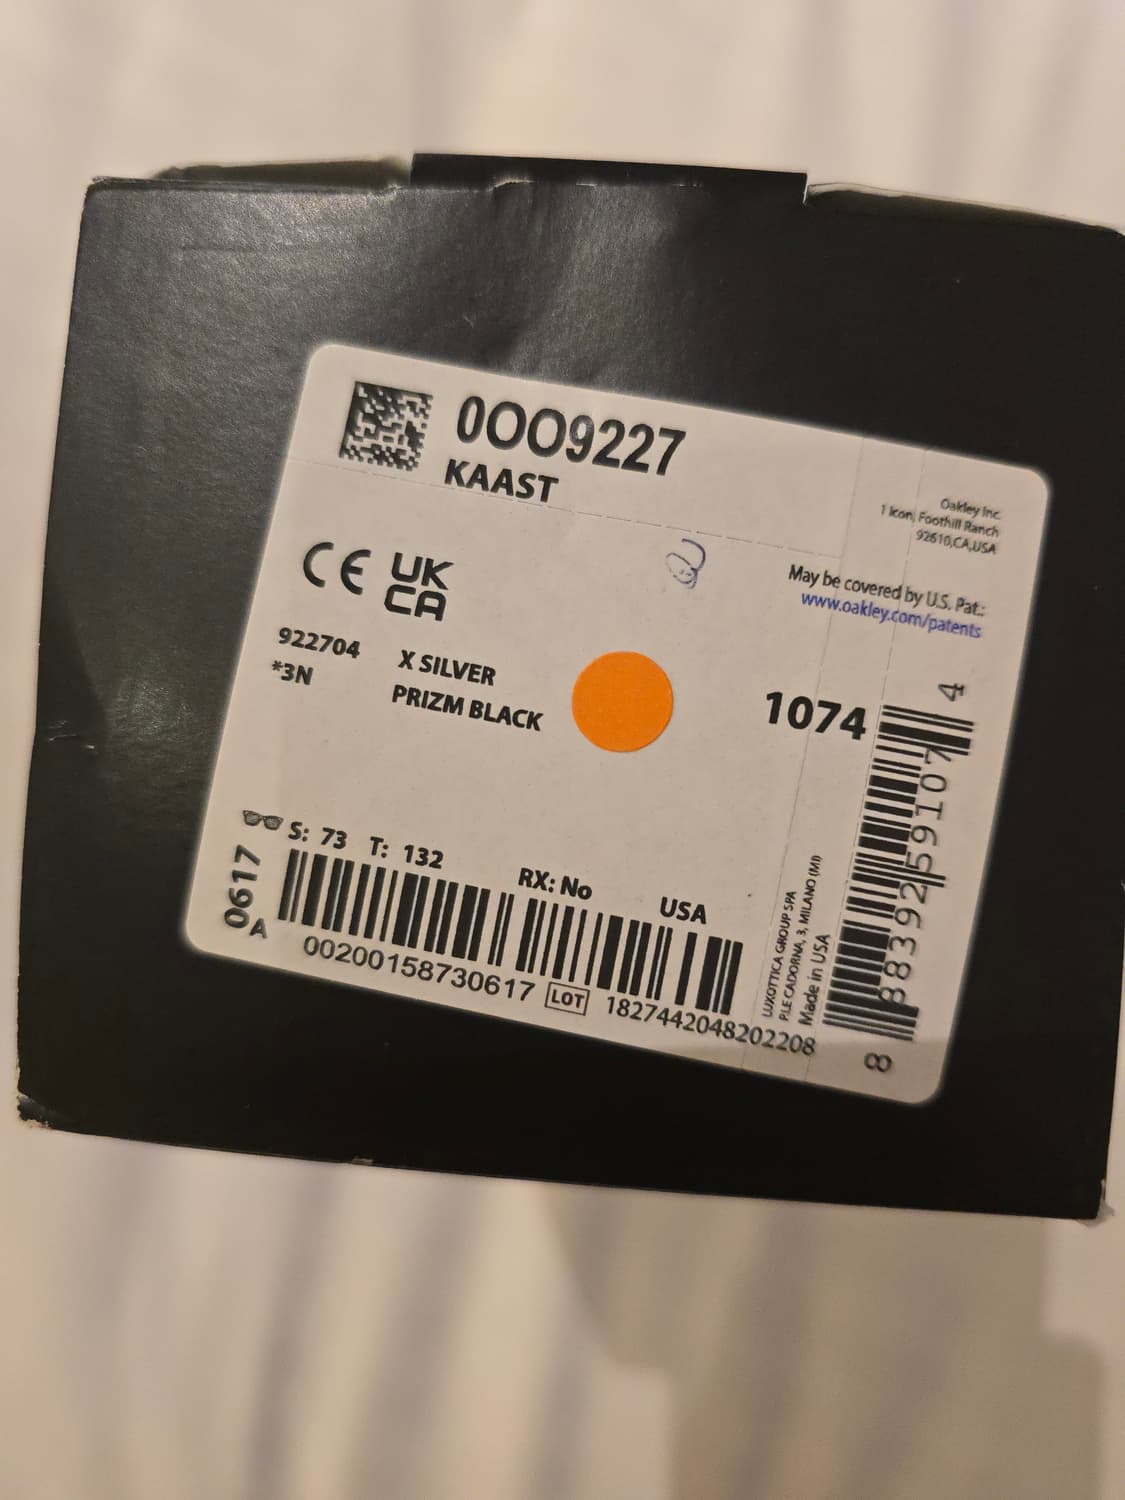 0OO9227
KAAST
Oakley Inc.
1 Icon, Foothill Ranch
92610,CA,USA
CE UK CA
May be covered by U.S. Pat.:
www.oakley.com/patents
922704 X SILVER
*3N PRIZM BLACK
1074
S: 73 T: 132
RX: No
USA
0617
A
00200158730617 LOT 1827442048202208
LUXOTTICA GROUP SPA
P.LE CADORNA, 3, MILANO (MI)
Made in USA
8 88392 59107 4